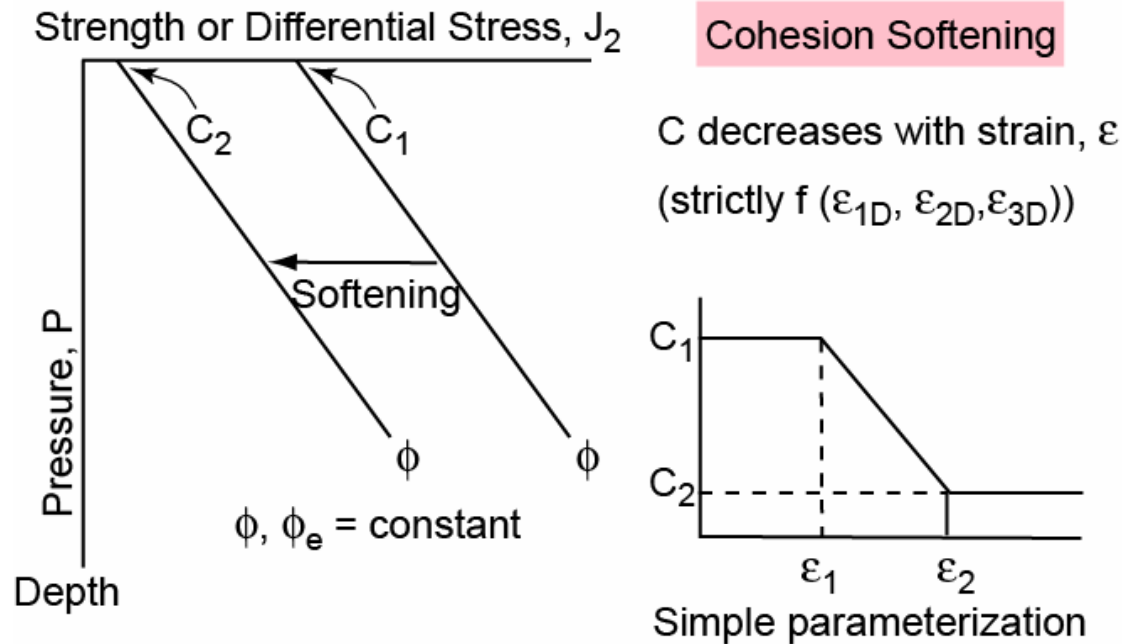 Strength or Differential Stress, J₂
C₂
C₁
Softening
Pressure, P
ϕ
ϕ
ϕ, ϕₑ = constant
Depth
Cohesion Softening
C decreases with strain, ε
(strictly f (ε₁D, ε₂D,ε₃D))
C₁
C₂
ε₁
ε₂
Simple parameterization